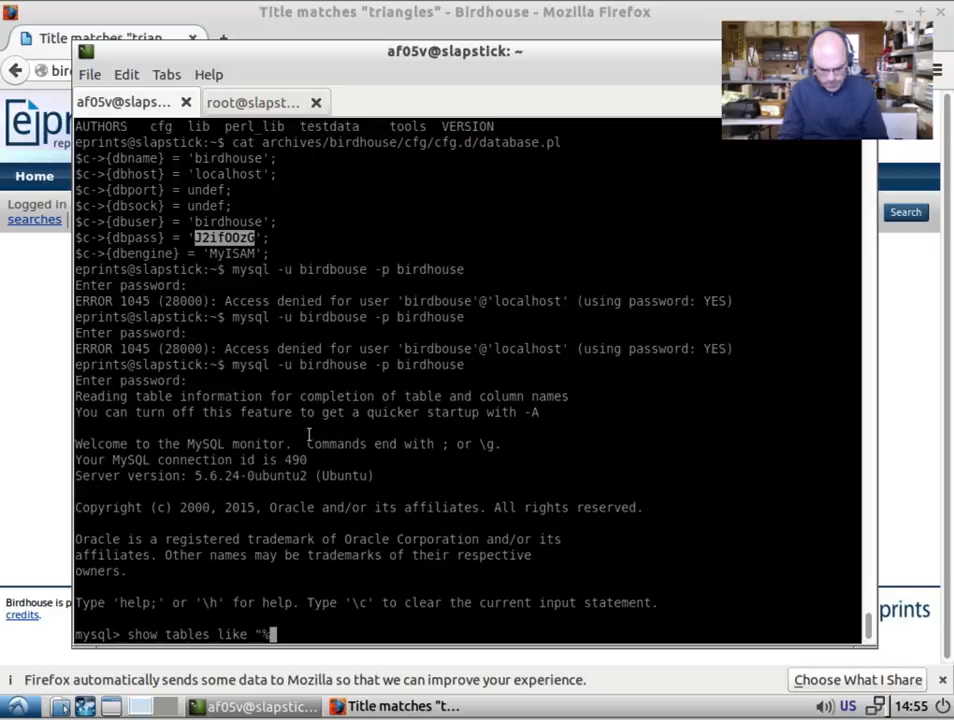 Title matches "triangles" - Birdhouse - Mozilla Firefox
Title matches "trian
af05v@slapstick: ~
File Edit Tabs Help
af05v@slaps...
root@slapst...
AUTHORS cfg lib perl_lib testdata tools VERSION
eprints@slapstick:~$ cat archives/birdhouse/cfg/cfg.d/database.pl
$c->{dbname} = 'birdhouse';
$c->{dbhost} = 'localhost';
$c->{dbport} = undef;
$c->{dbsock} = undef;
$c->{dbuser} = 'birdhouse';
$c->{dbpass} = 'J2ifOOzG';
$c->{dbengine} = 'MyISAM';
eprints@slapstick:~$ mysql -u birdbouse -p birdhouse
Enter password:
ERROR 1045 (28000): Access denied for user 'birdbouse'@'localhost' (using password: YES)
eprints@slapstick:~$ mysql -u birdbouse -p birdhouse
Enter password:
ERROR 1045 (28000): Access denied for user 'birdbouse'@'localhost' (using password: YES)
eprints@slapstick:~$ mysql -u birdhouse -p birdhouse
Enter password:
Reading table information for completion of table and column names
You can turn off this feature to get a quicker startup with -A
Welcome to the MySQL monitor. Commands end with ; or \g.
Your MySQL connection id is 490
Server version: 5.6.24-0ubuntu2 (Ubuntu)
Copyright (c) 2000, 2015, Oracle and/or its affiliates. All rights reserved.
Oracle is a registered trademark of Oracle Corporation and/or its
affiliates. Other names may be trademarks of their respective
owners.
Type 'help;' or '\h' for help. Type '\c' to clear the current input statement.
mysql> show tables like "%
bir
ep
rep
Home
Logged in
searches
Search
Birdhouse is p
credits.
prints
i Firefox automatically sends some data to Mozilla so that we can improve your experience.
Choose What I Share
af05v@slapstic...
Title matches "t...
US
14:55